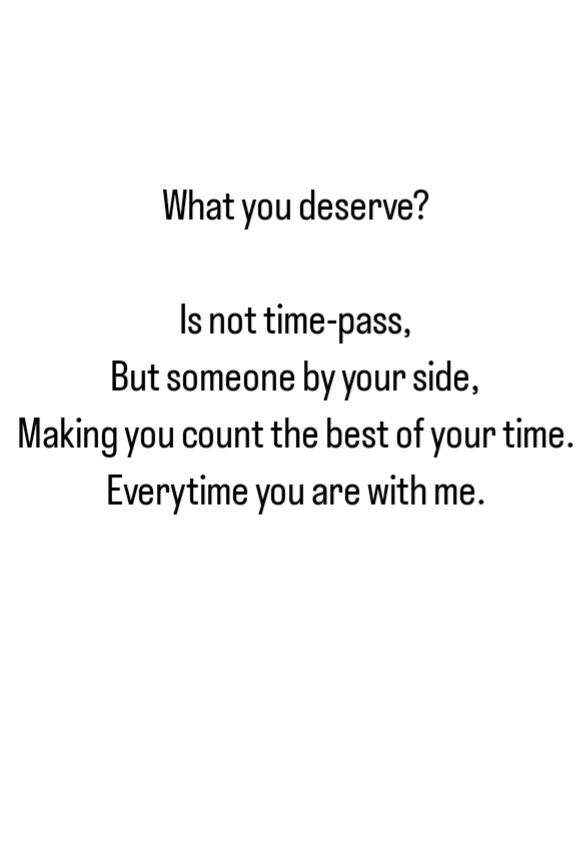 What you deserve?
Is not time-pass,
But someone by your side,
Making you count the best of your time.
Everytime you are with me.